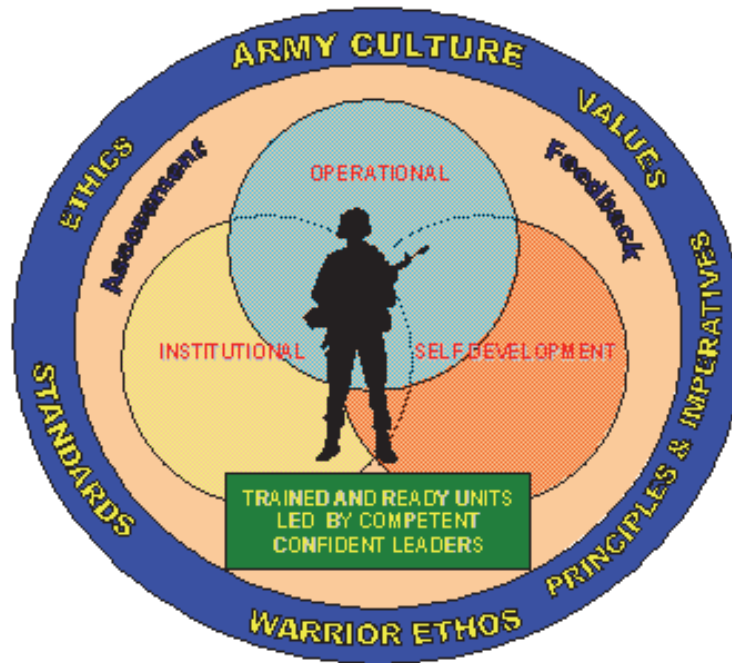 ARMY CULTURE
ETHICS
VALUES
Assessment
Feedback
OPERATIONAL
INSTITUTIONAL
SELF DEVELOPMENT
STANDARDS
PRINCIPLES & IMPERATIVES
TRAINED AND READY UNITS
LED BY COMPETENT
CONFIDENT LEADERS
WARRIOR ETHOS